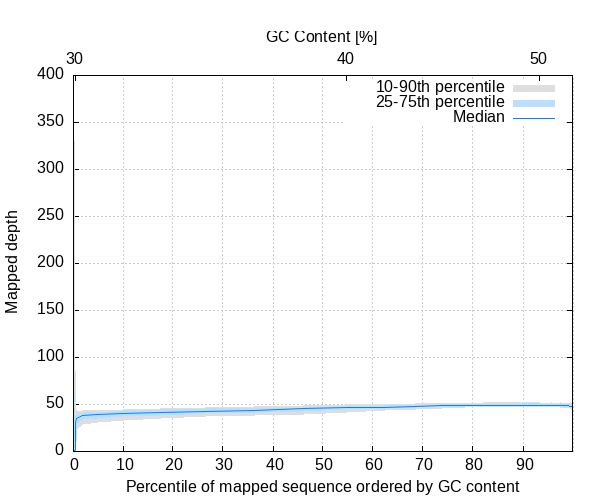 GC Content [%]
30 40 50
400
10-90th percentile
25-75th percentile
Median
350
300
250
200
150
100
50
0
Mapped depth
0 10 20 30 40 50 60 70 80 90
Percentile of mapped sequence ordered by GC content